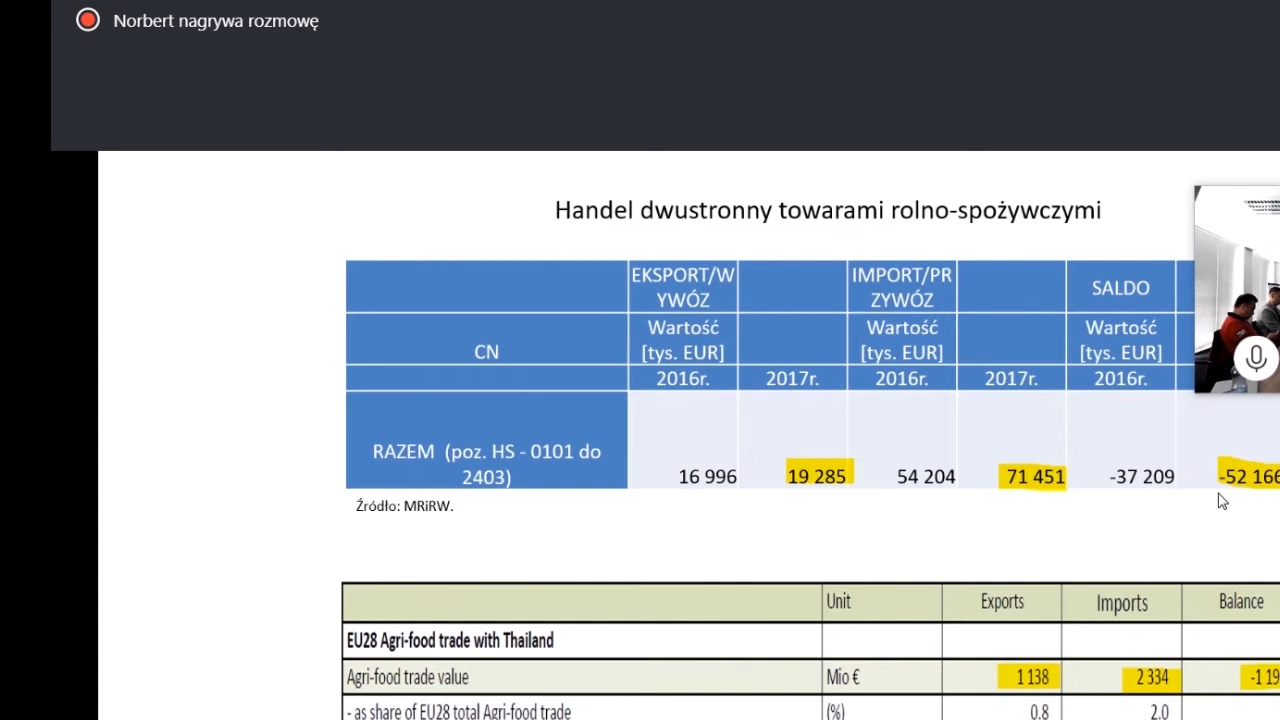 Norbert nagrywa rozmowę
Handel dwustronny towarami rolno-spożywczymi
EKSPORT/W
YWÓZ
IMPORT/PR
ZYWÓZ
SALDO
CN
Wartość
[tys. EUR]
Wartość
[tys. EUR]
Wartość
[tys. EUR]
2016r. 2017r. 2016r. 2017r. 2016r.
RAZEM (poz. HS - 0101 do
2403)
16 996 19 285 54 204 71 451 -37 209 -52 166
Źródło: MRiRW.
Unit Exports Imports Balance
EU28 Agri-food trade with Thailand
Agri-food trade value Mio € 1 138 2 334 -1 19
- as share of EU28 total Agri-food trade (%) 0.8 2.0